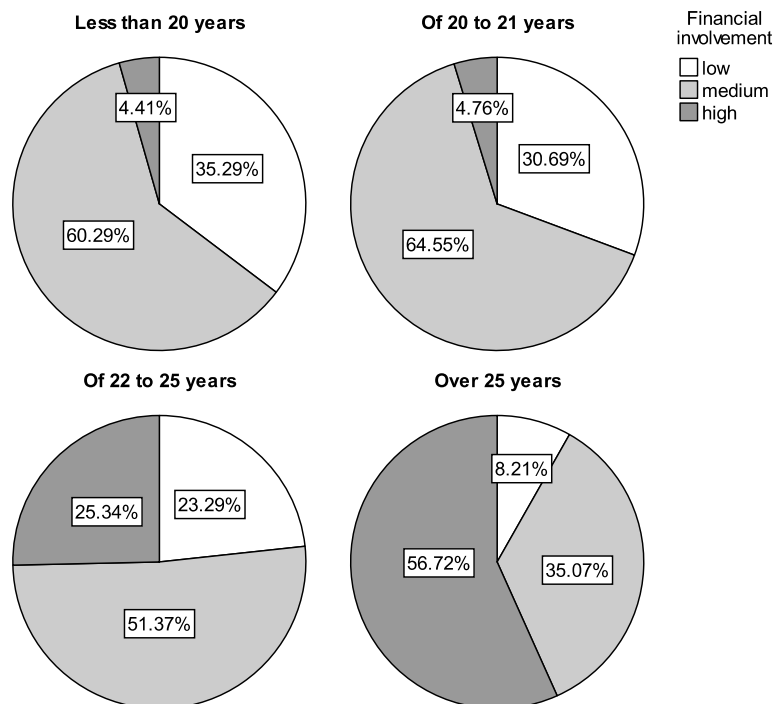 Less than 20 years
Of 20 to 21 years
Financial
involvement
low
medium
high
4.41%
35.29%
60.29%
4.76%
30.69%
64.55%
Of 22 to 25 years
Over 25 years
25.34%
23.29%
51.37%
8.21%
56.72%
35.07%